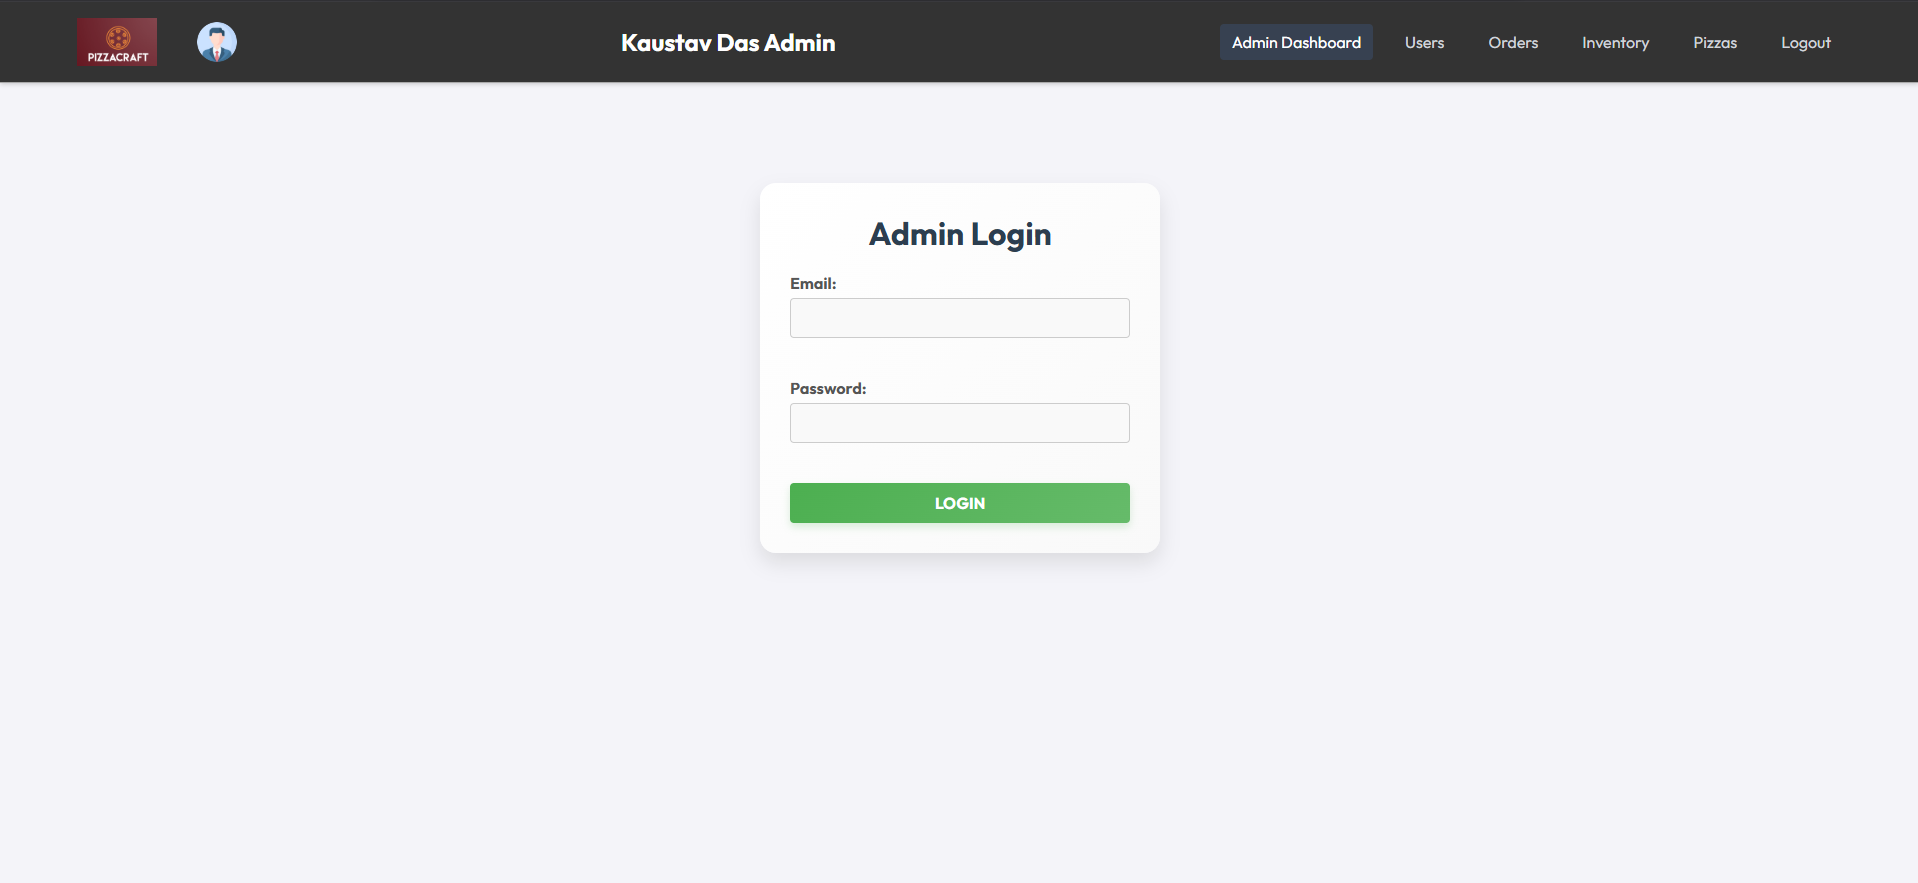 PIZZACRAFT
Kaustav Das Admin
Admin Dashboard
Users
Orders
Inventory
Pizzas
Logout
Admin Login
Email:
Password:
LOGIN